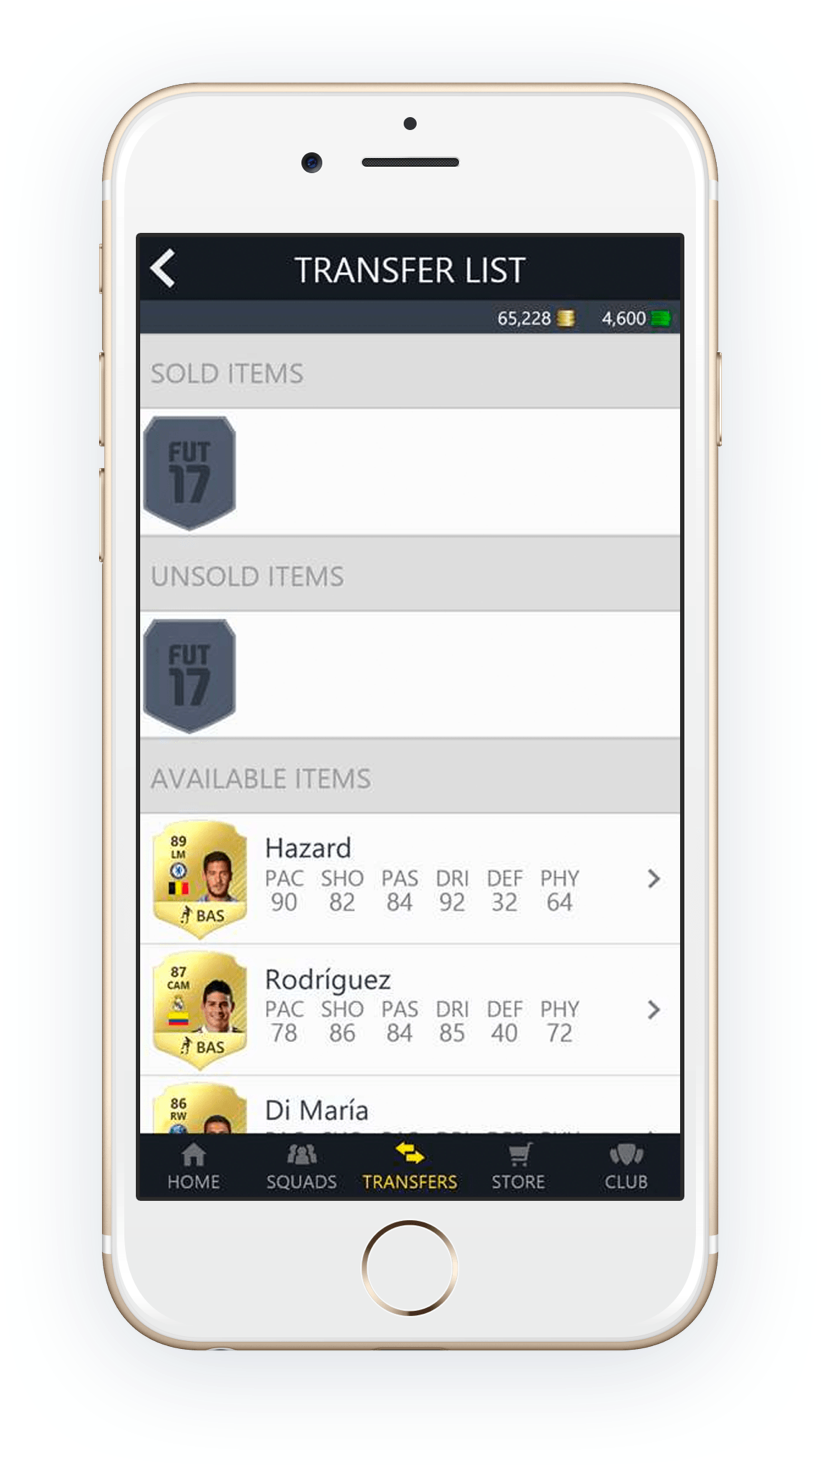 TRANSFER LIST
65,228 4,600
SOLD ITEMS
FUT
17
UNSOLD ITEMS
FUT
17
AVAILABLE ITEMS
89
LM
BAS
Hazard
PAC SHO PAS DRI DEF PHY
90 82 84 92 32 64
87
CAM
BAS
Rodríguez
PAC SHO PAS DRI DEF PHY
78 86 84 85 40 72
86
RW
Di María
HOME SQUADS TRANSFERS STORE CLUB